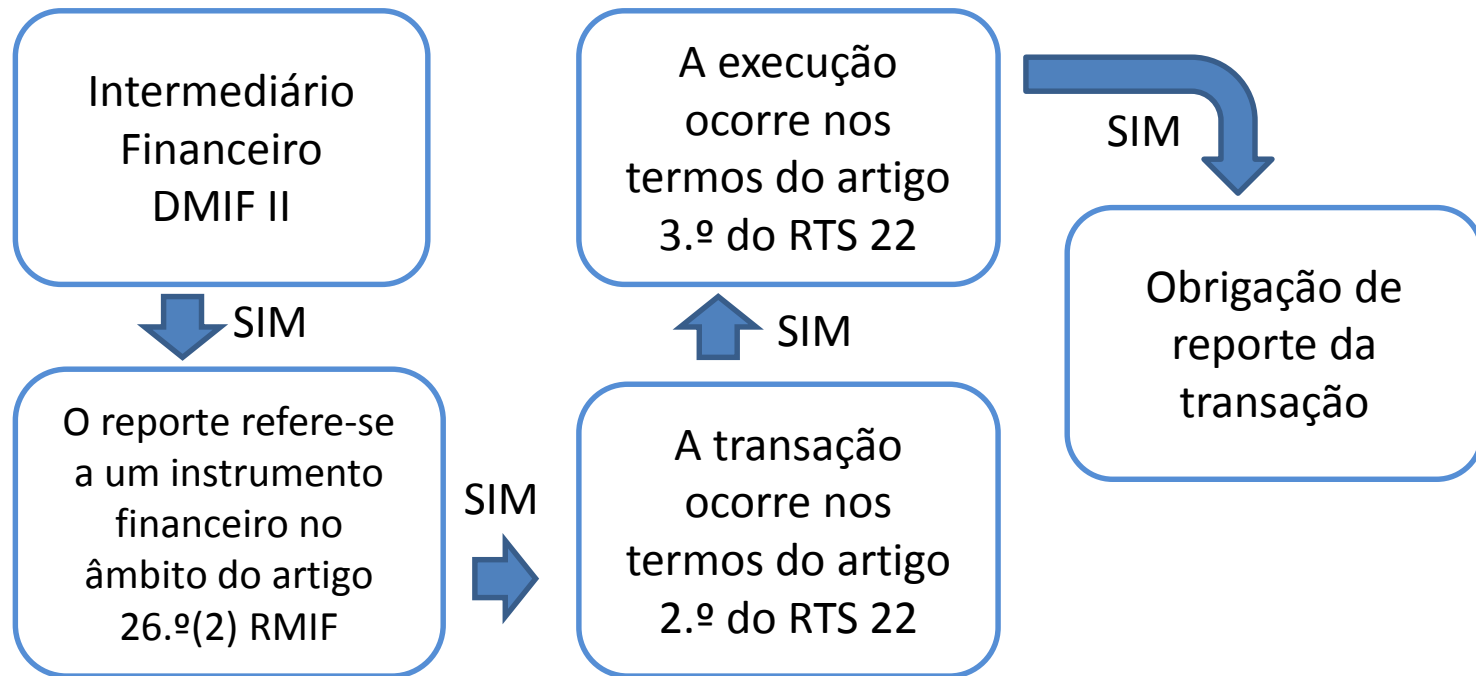 Intermediário
Financeiro
DMIF II
SIM
O reporte refere-se
a um instrumento
financeiro no
âmbito do artigo
26.º(2) RMIF
SIM
A transação
ocorre nos
termos do artigo
2.º do RTS 22
SIM
A execução
ocorre nos
termos do artigo
3.º do RTS 22
SIM
Obrigação de
reporte da
transação